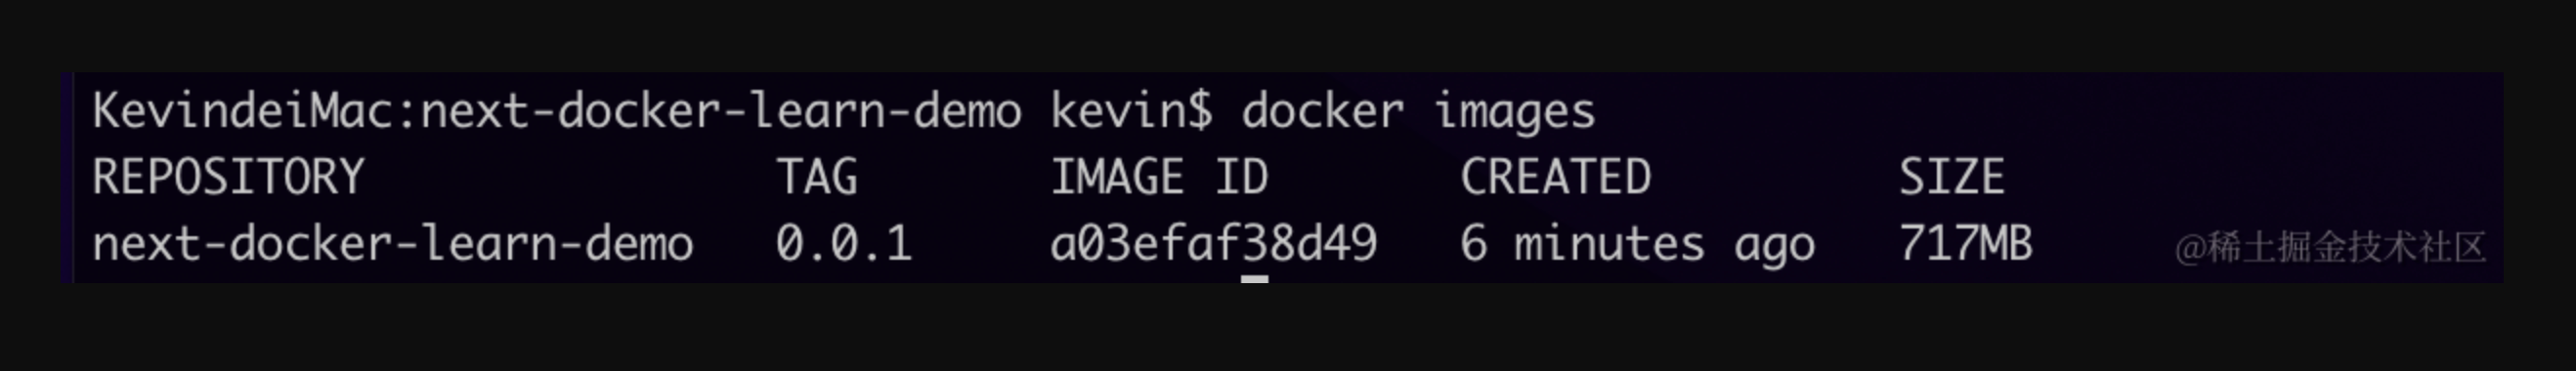 KevindeiMac:next-docker-learn-demo kevin$ docker images
REPOSITORY TAG IMAGE ID CREATED SIZE
next-docker-learn-demo 0.0.1 a03efaf38d49 6 minutes ago 717MB
@稀土掘金技术社区